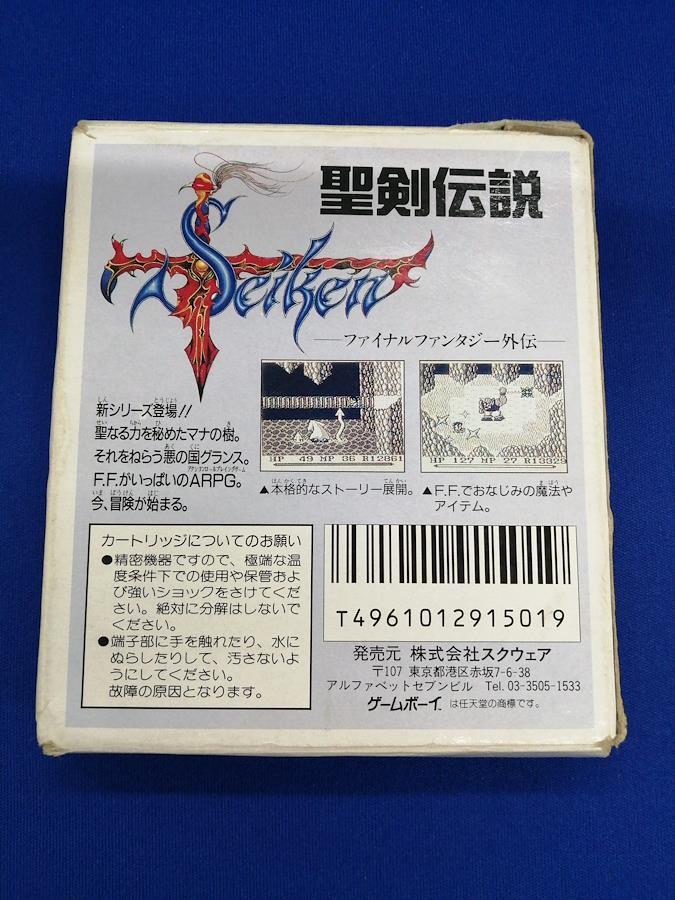 聖剣伝説
Seiken
―ファイナルファンタジー外伝―
新シリーズ登場!!
聖なる力を秘めたマナの樹。
それをねらう悪の国グランス。
F.F.がいっぱいのARPG。
今、冒険が始まる。
HP 49 MP 36 R12861
▲本格的なストーリー展開。
HP 127 MP 27 R13329
▲F.F.でおなじみの魔法や
アイテム。
カートリッジについてのお願い
●精密機器ですので、極端な温
度条件下での使用や保管およ
び強いショックをさけてくだ
さい。絶対に分解はしないで
ください。
●端子部に手を触れたり、水に
ぬらしたりして、汚さないよ
うにしてください。
故障の原因となります。
T4961012915019
発売元 株式会社スクウェア
〒107 東京都港区赤坂7-6-38
アルファベットセブンビル Tel. 03-3505-1533
ゲームボーイ は任天堂の商標です。